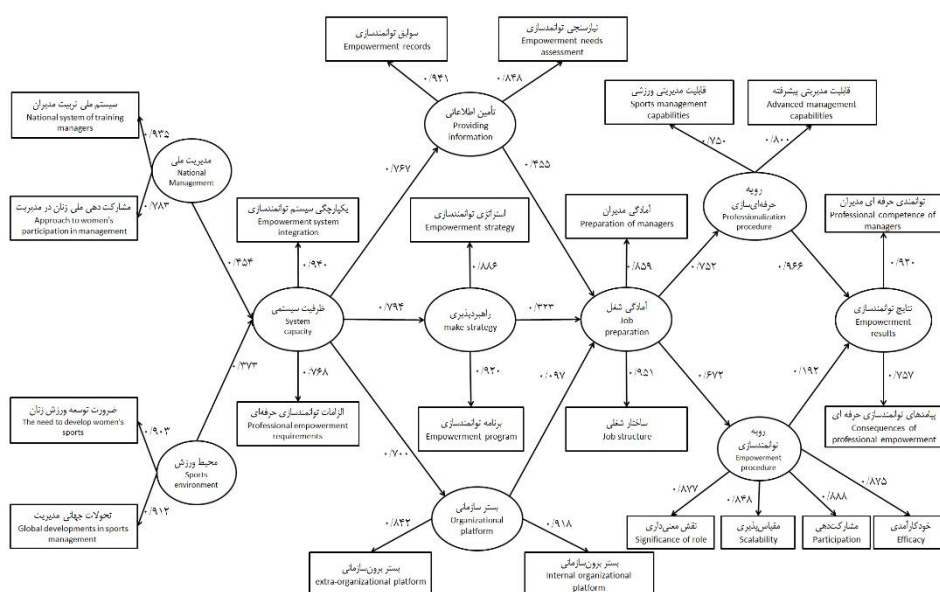 سوابق توانمندسازی
Empowerment records
نیازسنجی توانمدسازی
Empowerment needs
assessment
۰/۹۴۱
۰/۸۴۸
سیستم ملی تربیت مدیران
National system of training
managers
۰/۹۳۵
مدیریت ملی
National
Management
۰/۷۸۳
مشارکت دهی ملی زنان در مدیریت
Approach to women's
participation in management
۰/۴۵۴
تأمین اطلاعاتی
Providing
information
۰/۷۶۷
۰/۴۵۵
قابلیت مدیریتی ورزشی
Sports management
capabilities
قابلیت مدیریتی پیشرفته
Advanced management
capabilities
۰/۷۵۰
۰/۸۰۰
رویه
حرفه‌ای‌سازی
Professionalization
procedure
یکپارچگی سیستم توانمندسازی
Empowerment system
integration
۰/۹۴۰
استراتژی توانمندسازی
Empowerment strategy
۰/۸۸۶
آمادگی مدیران
Preparation of managers
۰/۸۵۹
۰/۷۵۲
توانمندی حرفه ای مدیران
Professional competence of
managers
۰/۹۲۰
۰/۹۶۶
ظرفیت سیستمی
System
capacity
۰/۷۹۴
راهبردپذیری
make strategy
۰/۳۲۳
آمادگی شغل
Job
preparation
نتایج توانمندسازی
Empowerment
results
۰/۳۷۳
۰/۷۶۸
۰/۹۲۰
۰/۰۹۷
۰/۹۵۱
۰/۶۷۲
۰/۱۹۲
۰/۷۵۷
ضرورت توسعه ورزش زنان
The need to develop women's
sports
۰/۹۰۳
الزامات توانمندسازی حرفه‌ای
Professional empowerment
requirements
برنامه توانمندسازی
Empowerment program
ساختار شغلی
Job structure
پیامدهای توانمندسازی حرفه ای
Consequences of
professional empowerment
محیط ورزش
Sports
environment
۰/۷۰۰
رویه
توانمندسازی
Empowerment
procedure
۰/۹۱۲
تحولات جهانی مدیریت
Global developments in sports
management
بستر سازمانی
Organizational
platform
۰/۸۴۲
۰/۹۱۸
۰/۸۷۷
۰/۸۴۸
۰/۸۸۸
۰/۸۷۵
بستر برون‌سازمانی
extra-organizational platform
بستر برون‌سازمانی
Internal organizational
platform
نقش معنی‌داری
Significance of role
مقیاس‌پذیری
Scalability
مشارکت‌دهی
Participation
خودکارآمدی
Efficacy